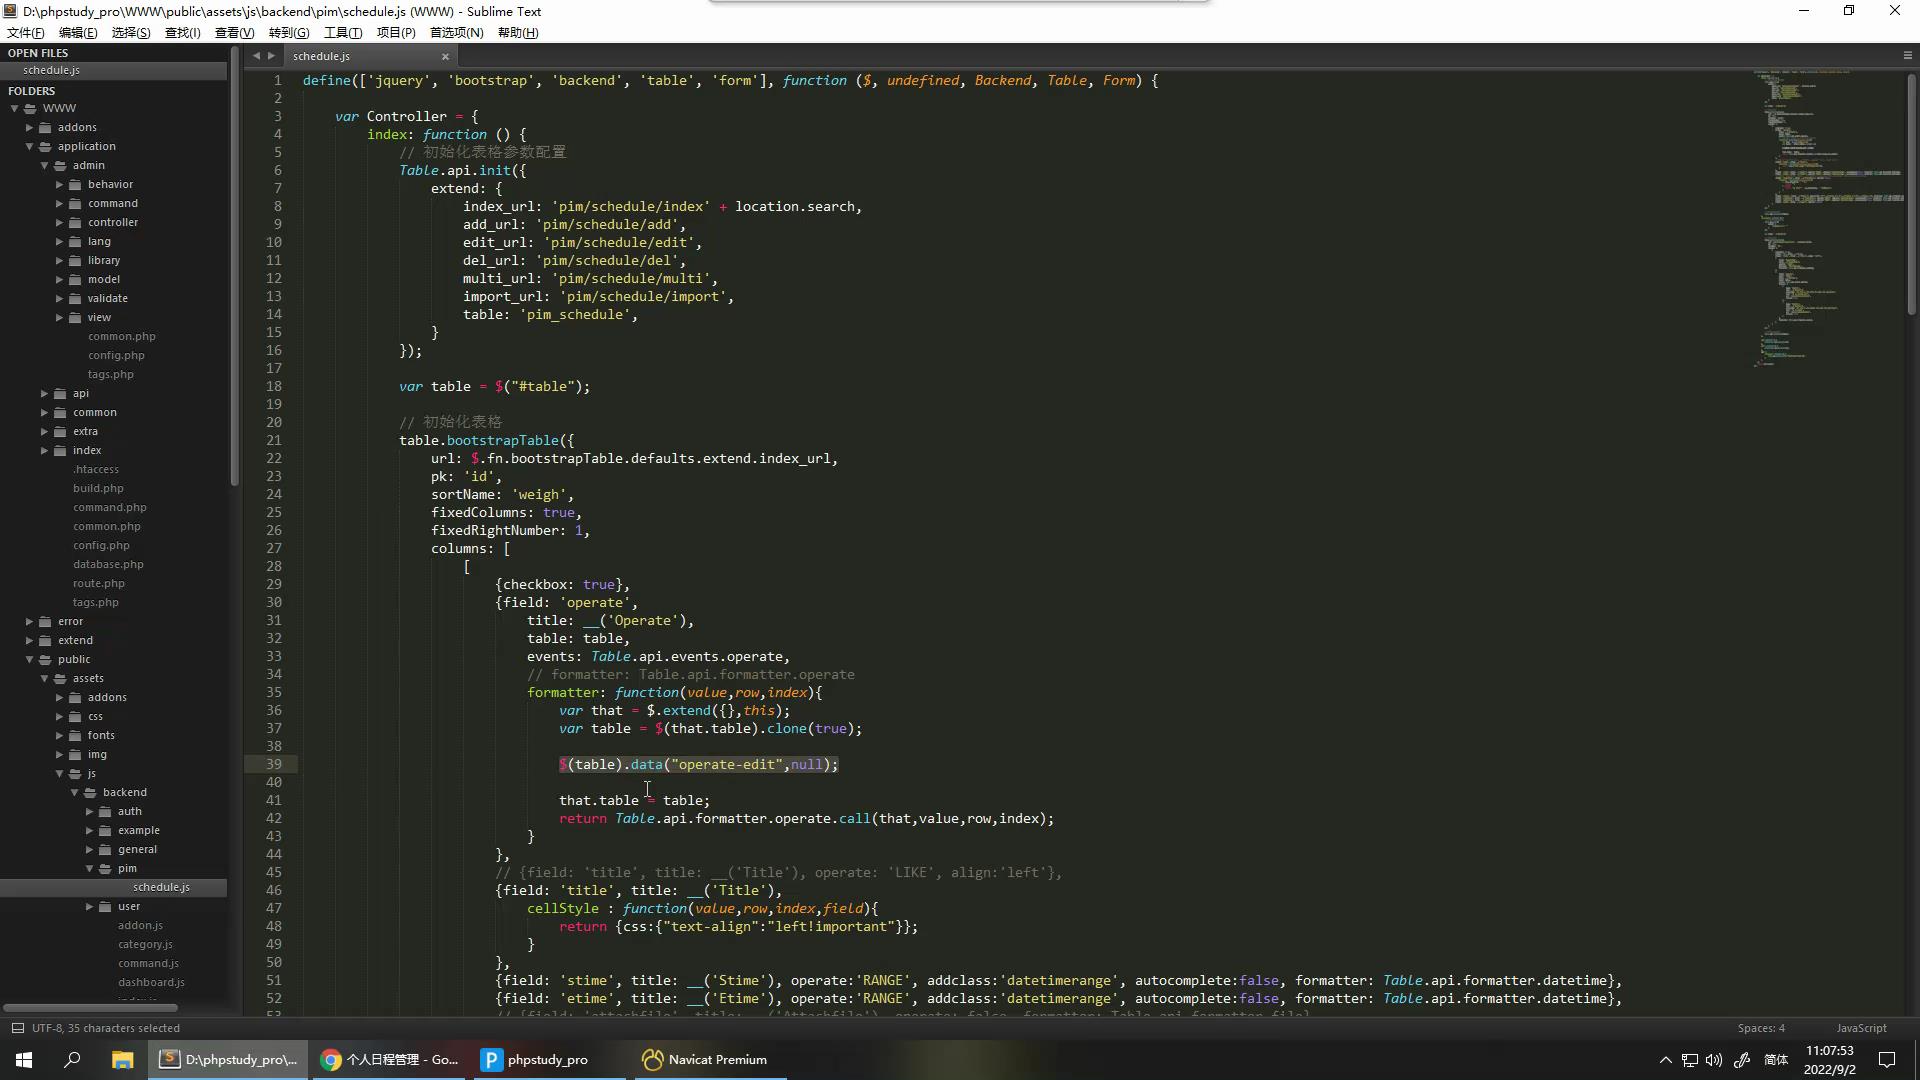 D:\phpstudy_pro\WWW\public\assets\js\backend\pim\schedule.js (WWW) - Sublime Text
文件(F) 编辑(E) 选择(S) 查找(I) 查看(V) 转到(G) 工具(T) 项目(P) 首选项(N) 帮助(H)
OPEN FILES
schedule.js
FOLDERS
WWW
addons
application
admin
behavior
command
controller
lang
library
model
validate
view
common.php
config.php
tags.php
api
common
extra
index
.htaccess
build.php
command.php
common.php
config.php
database.php
route.php
tags.php
error
extend
public
assets
addons
css
fonts
img
js
backend
auth
example
general
pim
schedule.js
user
addon.js
category.js
command.js
dashboard.js
schedule.js
1 define(['jquery', 'bootstrap', 'backend', 'table', 'form'], function ($, undefined, Backend, Table, Form) {
2
3 var Controller = {
4 index: function () {
5 // 初始化表格参数配置
6 Table.api.init({
7 extend: {
8 index_url: 'pim/schedule/index' + location.search,
9 add_url: 'pim/schedule/add',
10 edit_url: 'pim/schedule/edit',
11 del_url: 'pim/schedule/del',
12 multi_url: 'pim/schedule/multi',
13 import_url: 'pim/schedule/import',
14 table: 'pim_schedule',
15 }
16 });
17
18 var table = $("#table");
19
20 // 初始化表格
21 table.bootstrapTable({
22 url: $.fn.bootstrapTable.defaults.extend.index_url,
23 pk: 'id',
24 sortName: 'weigh',
25 fixedColumns: true,
26 fixedRightNumber: 1,
27 columns: [
28 [
29 {checkbox: true},
30 {field: 'operate',
31 title: __('Operate'),
32 table: table,
33 events: Table.api.events.operate,
34 // formatter: Table.api.formatter.operate
35 formatter: function(value,row,index){
36 var that = $.extend({},this);
37 var table = $(that.table).clone(true);
38
39 $(table).data("operate-edit",null);
40
41 that.table = table;
42 return Table.api.formatter.operate.call(that,value,row,index);
43 }
44 },
45 // {field: 'title', title: __('Title'), operate: 'LIKE', align:'left'},
46 {field: 'title', title: __('Title'),
47 cellStyle : function(value,row,index,field){
48 return {css:{"text-align":"left!important"}};
49 }
50 },
51 {field: 'stime', title: __('Stime'), operate:'RANGE', addclass:'datetimerange', autocomplete:false, formatter: Table.api.formatter.datetime},
52 {field: 'etime', title: __('Etime'), operate:'RANGE', addclass:'datetimerange', autocomplete:false, formatter: Table.api.formatter.datetime},
53 // {field: 'attachfile', title: __('Attachfile'), operate: false, formatter: Table.api.formatter.file}
UTF-8, 35 characters selected
Spaces: 4 JavaScript
D:\phpstudy_pro\... 个人日程管理 - Go... phpstudy_pro Navicat Premium
简体
11:07:53
2022/9/2